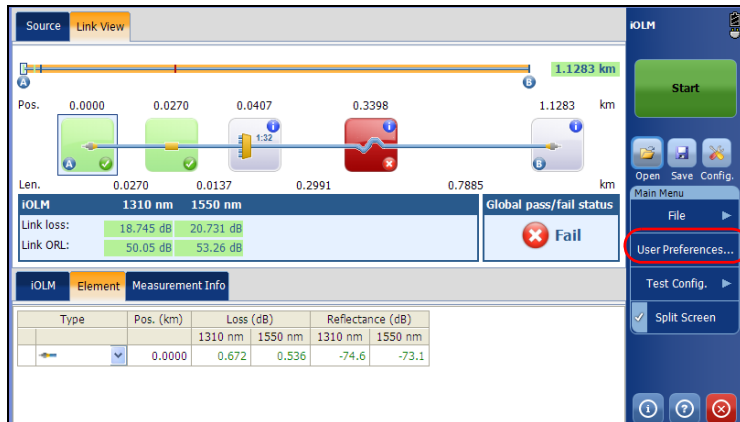 Source Link View
iOLM
1.1283 km
A B
Start
Pos. 0.0000 0.0270 0.0407 0.3398 1.1283 km
1:32
A B
Open Save Config.
Len. 0.0270 0.0137 0.2991 0.7885 km
Main Menu
iOLM 1310 nm 1550 nm Global pass/fail status
File
Link loss: 18.745 dB 20.731 dB
Fail
Link ORL: 50.05 dB 53.26 dB
User Preferences...
iOLM Element Measurement Info
Test Config.
Type Pos. (km) Loss (dB) Reflectance (dB)
Split Screen
1310 nm 1550 nm 1310 nm 1550 nm
0.0000 0.672 0.536 -74.6 -73.1